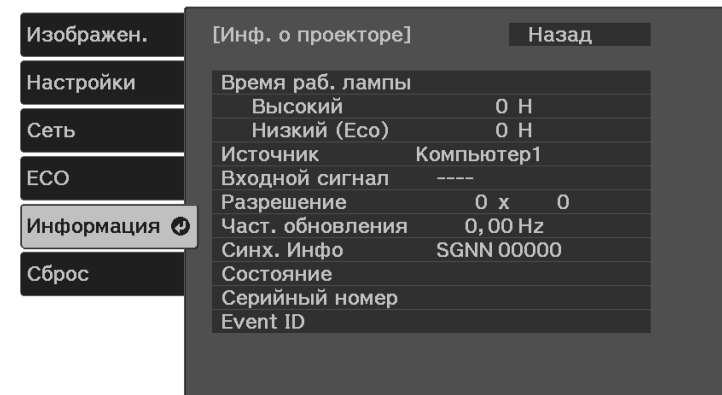 Изображен.
Настройки
Сеть
ECO
Информация
Сброс
[Инф. о проекторе] Назад
Время раб. лампы
Высокий 0 H
Низкий (Eco) 0 H
Источник Компьютер1
Входной сигнал ----
Разрешение 0 x 0
Част. обновления 0,00 Hz
Синх. Инфо SGNN 00000
Состояние
Серийный номер
Event ID